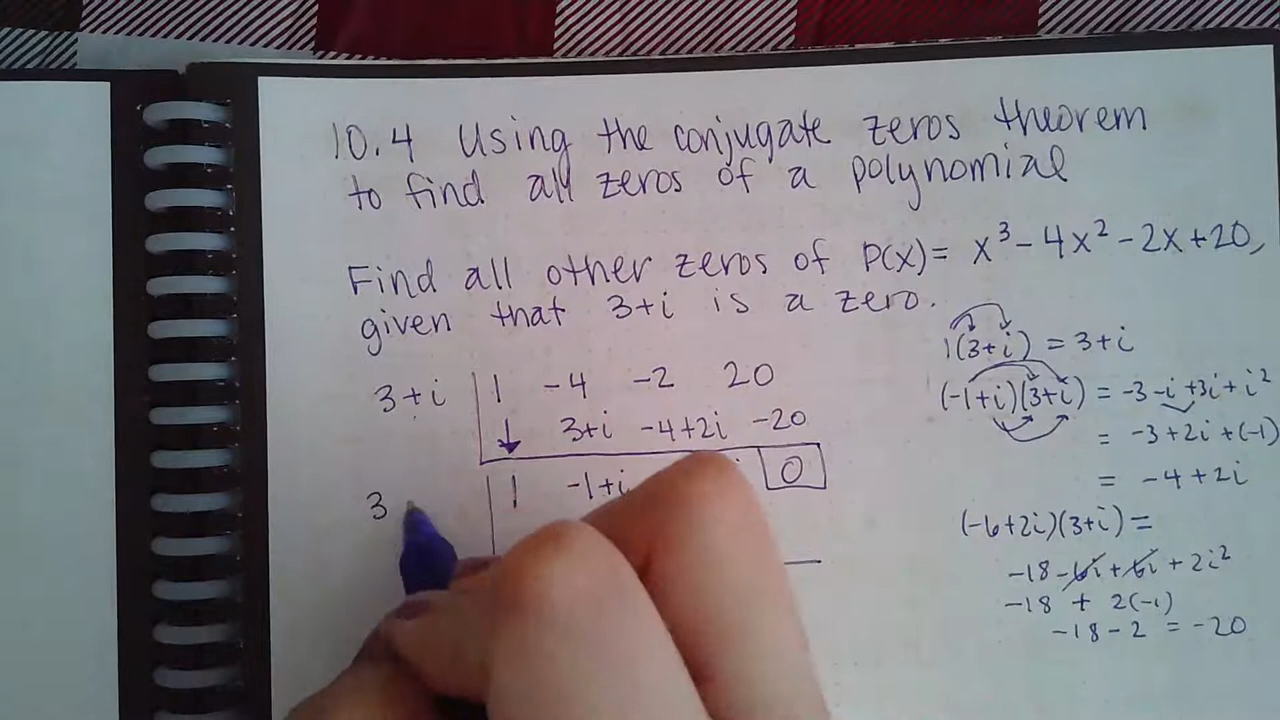 10.4 Using the conjugate zeros theorem
to find all zeros of a polynomial
Find all other zeros of P(x)= x³-4x²-2x+20,
given that 3+i is a zero.
3+i | 1 -4 -2 20
3+i -4+2i -20
1 -1+i 0
3
1(3+i) = 3+i
(-1+i)(3+i) = -3-i+3i+i²
= -3+2i+(-1)
= -4+2i
(-6+2i)(3+i) =
-18-6i+6i+2i²
-18 + 2(-1)
-18-2 = -20